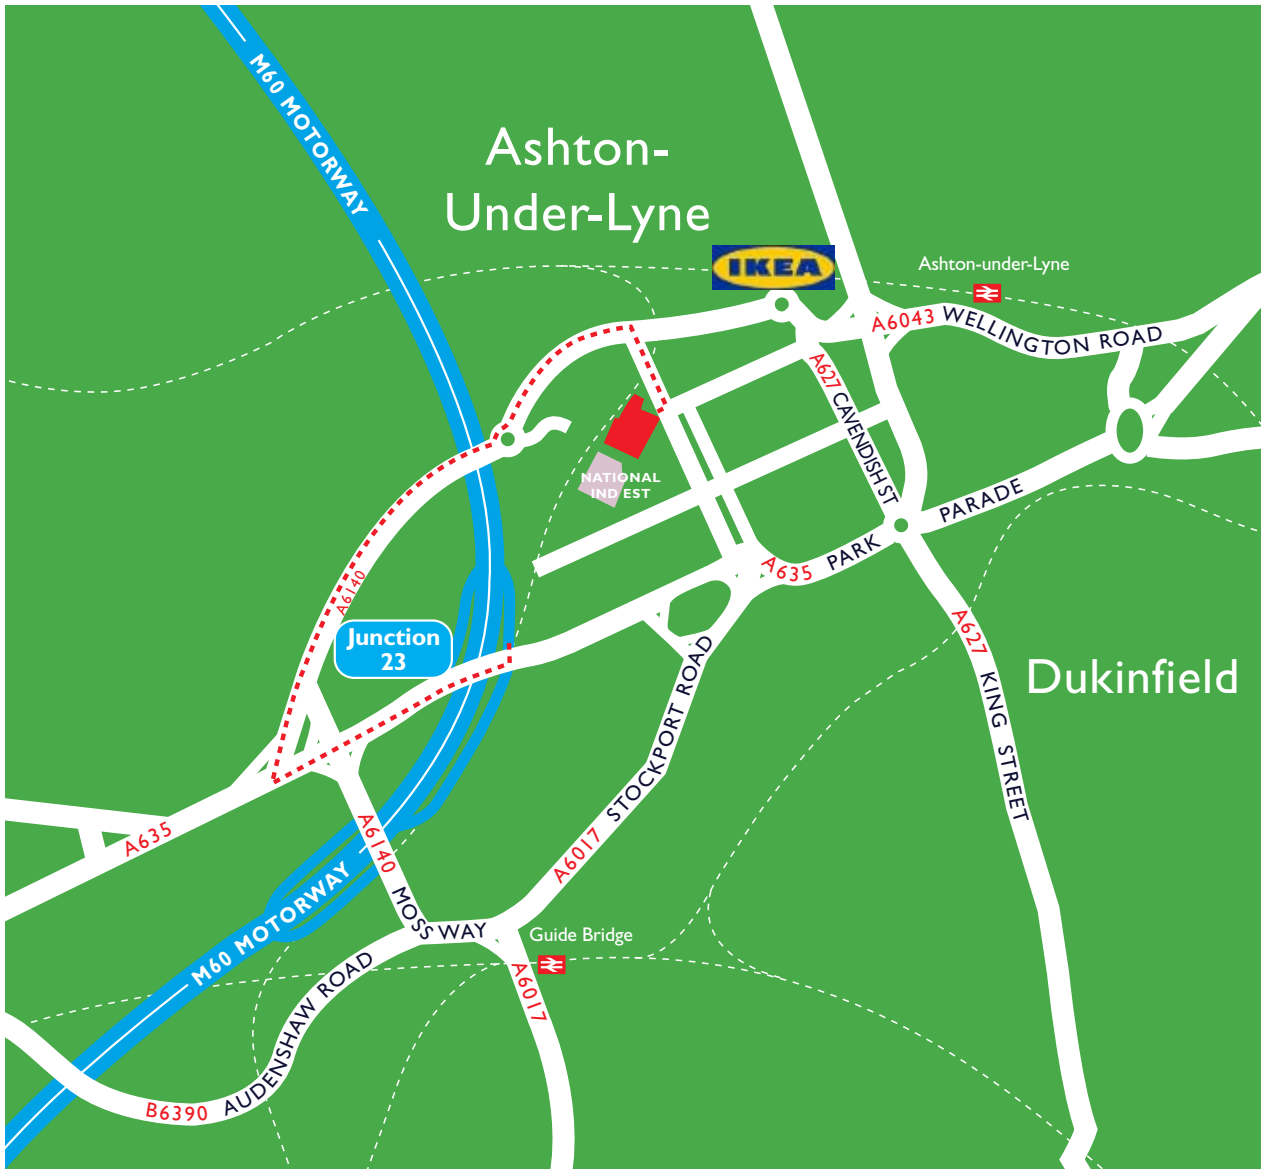 M60 MOTORWAY
Ashton-
Under-Lyne
IKEA
Ashton-under-Lyne
A6043 WELLINGTON ROAD
A627 CAVENDISH ST
NATIONAL
IND EST
PARADE
PARK
A635
A6140
Junction
23
A627 KING STREET
Dukinfield
STOCKPORT ROAD
A6017
A635
A6140
MOSS WAY
M60 MOTORWAY
Guide Bridge
A6017
AUDENSHAW ROAD
B6390